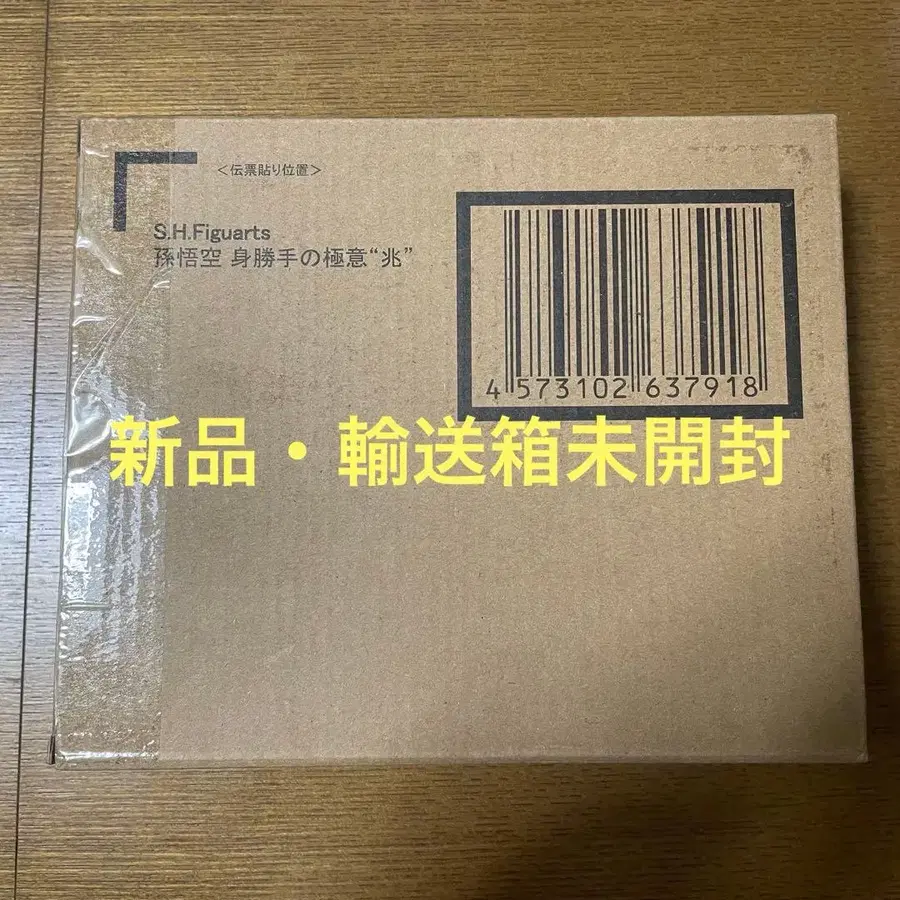 <伝票貼り位置>
S.H.Figuarts
孫悟空 身勝手の極意“兆”
4 573102 637918
新品・輸送箱未開封